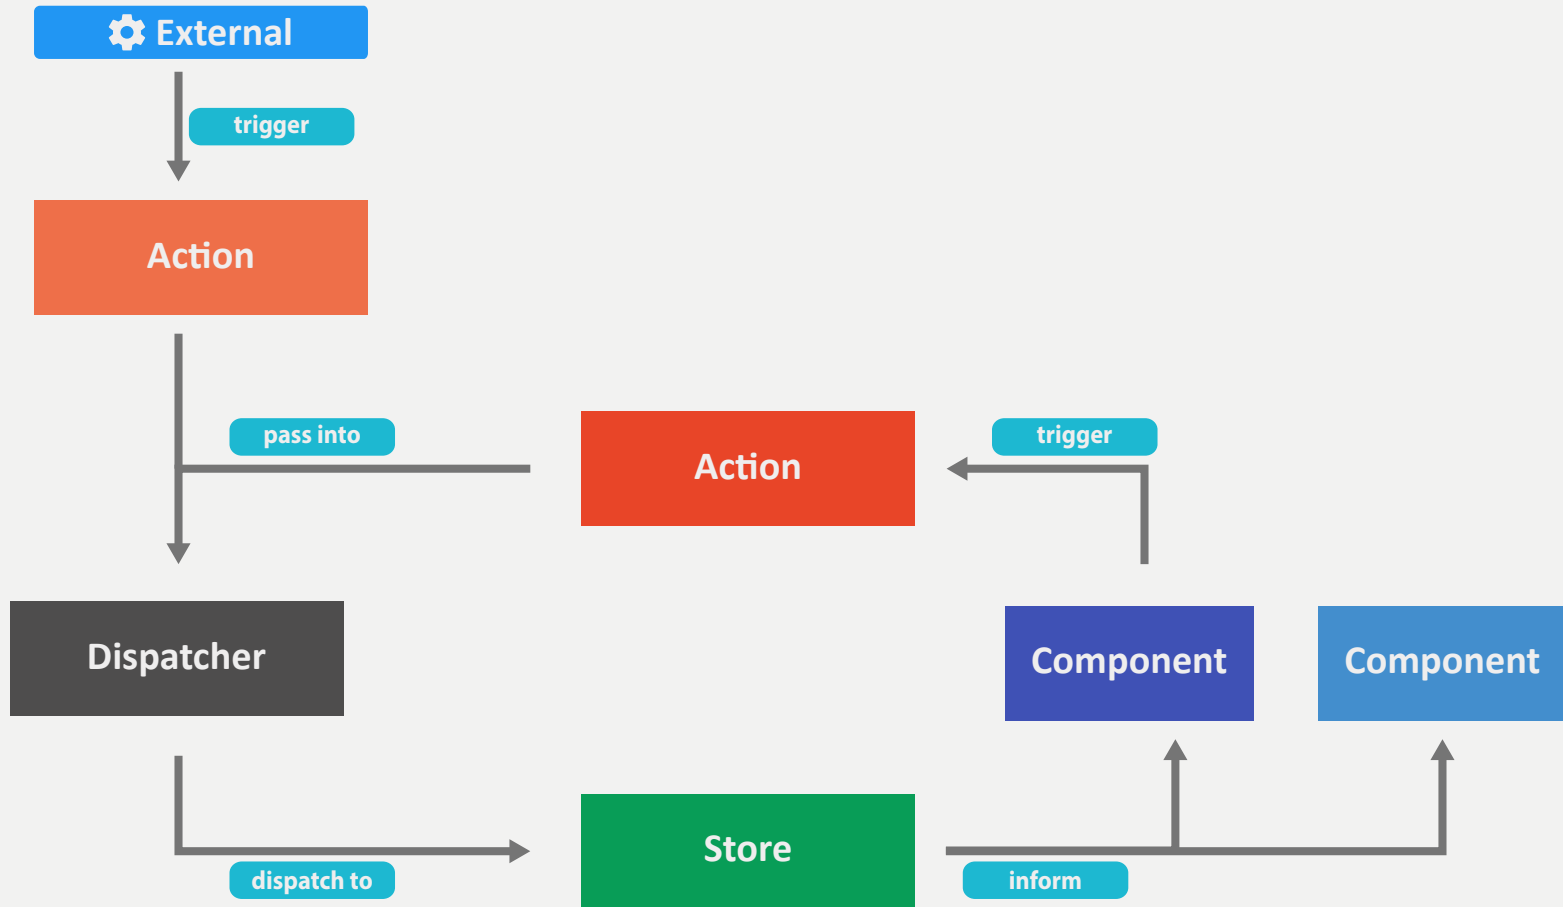 External
trigger
Action
pass into
Action
trigger
Dispatcher
Component
Component
Store
dispatch to
inform